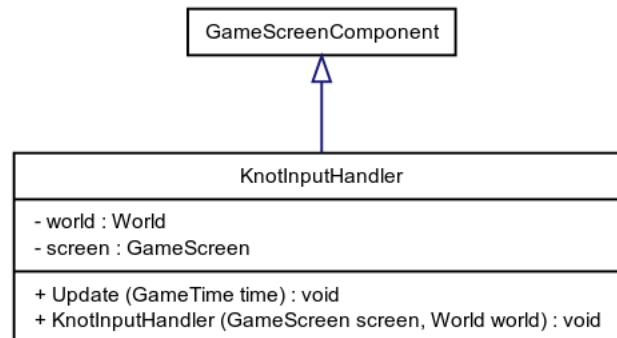 GameScreenComponent
KnotInputHandler
- world : World
- screen : GameScreen
+ Update (GameTime time) : void
+ KnotInputHandler (GameScreen screen, World world) : void